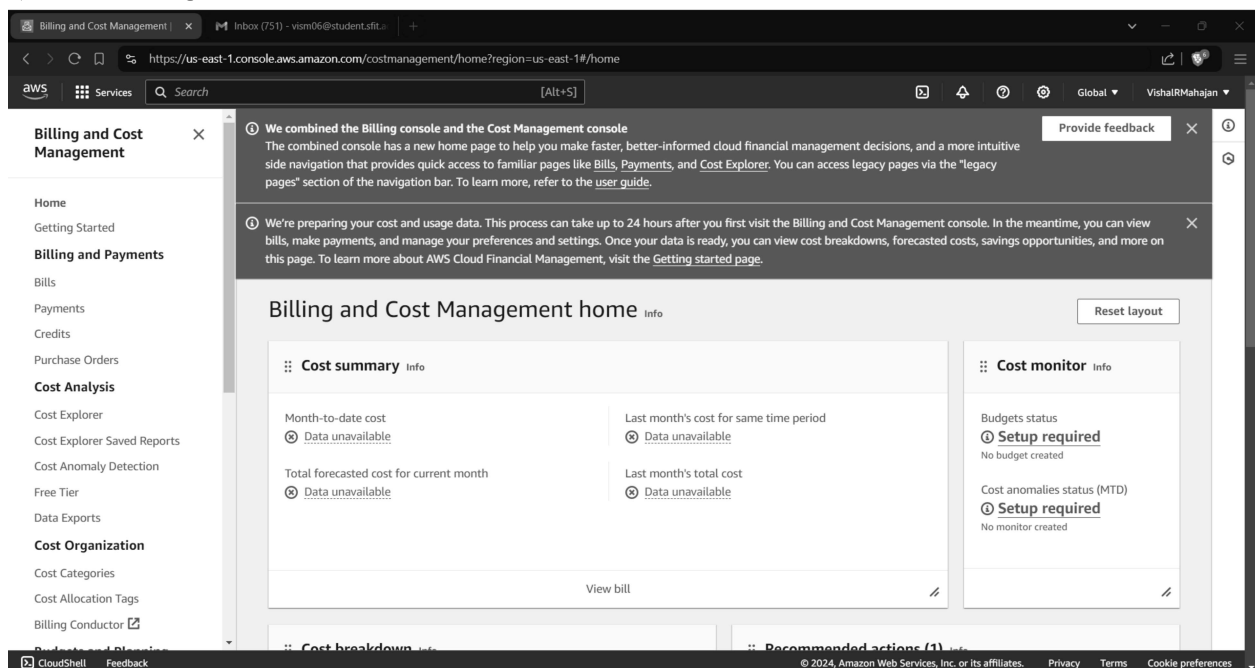 Billing and Cost Management |
Inbox (751) - vism06@student.sfit.a
https://us-east-1.console.aws.amazon.com/costmanagement/home?region=us-east-1#/home
aws
Services
Search
[Alt+S]
Global
VishalRMahajan
Billing and Cost
Management
Home
Getting Started
Billing and Payments
Bills
Payments
Credits
Purchase Orders
Cost Analysis
Cost Explorer
Cost Explorer Saved Reports
Cost Anomaly Detection
Free Tier
Data Exports
Cost Organization
Cost Categories
Cost Allocation Tags
Billing Conductor
We combined the Billing console and the Cost Management console
The combined console has a new home page to help you make faster, better-informed cloud financial management decisions, and a more intuitive
side navigation that provides quick access to familiar pages like Bills, Payments, and Cost Explorer. You can access legacy pages via the "legacy
pages" section of the navigation bar. To learn more, refer to the user guide.
Provide feedback
We're preparing your cost and usage data. This process can take up to 24 hours after you first visit the Billing and Cost Management console. In the meantime, you can view
bills, make payments, and manage your preferences and settings. Once your data is ready, you can view cost breakdowns, forecasted costs, savings opportunities, and more on
this page. To learn more about AWS Cloud Financial Management, visit the Getting started page.
Billing and Cost Management home Info
Reset layout
Cost summary Info
Month-to-date cost
Data unavailable
Last month's cost for same time period
Data unavailable
Total forecasted cost for current month
Data unavailable
Last month's total cost
Data unavailable
View bill
Cost monitor Info
Budgets status
Setup required
No budget created
Cost anomalies status (MTD)
Setup required
No monitor created
Cost breakdown Info
Recommended actions (1) Info
CloudShell
Feedback
© 2024, Amazon Web Services, Inc. or its affiliates.
Privacy
Terms
Cookie preferences